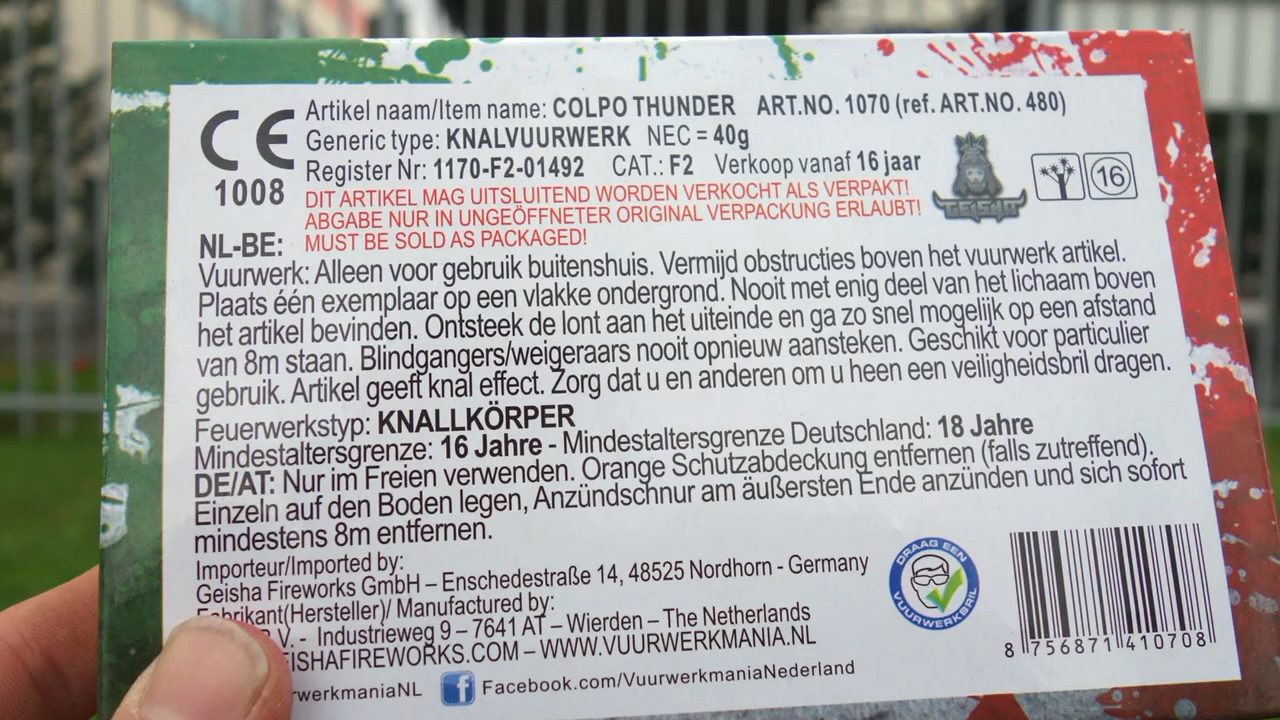 CE
1008
Artikel naam/Item name: COLPO THUNDER ART.NO. 1070 (ref. ART.NO. 480)
Generic type: KNALVUURWERK NEC = 40g
Register Nr: 1170-F2-01492 CAT.: F2 Verkoop vanaf 16 jaar
DIT ARTIKEL MAG UITSLUITEND WORDEN VERKOCHT ALS VERPAKT!
ABGABE NUR IN UNGEÖFFNETER ORIGINAL VERPACKUNG ERLAUBT!
MUST BE SOLD AS PACKAGED!
GEISHA
16
NL-BE:
Vuurwerk: Alleen voor gebruik buitenshuis. Vermijd obstructies boven het vuurwerk artikel.
Plaats één exemplaar op een vlakke ondergrond. Nooit met enig deel van het lichaam boven
het artikel bevinden. Ontsteek de lont aan het uiteinde en ga zo snel mogelijk op een afstand
van 8m staan. Blindgangers/weigeraars nooit opnieuw aansteken. Geschikt voor particulier
gebruik. Artikel geeft knal effect. Zorg dat u en anderen om u heen een veiligheidsbril dragen.
Feuerwerkstyp: KNALLKÖRPER
Mindestaltersgrenze: 16 Jahre - Mindestaltersgrenze Deutschland: 18 Jahre
DE/AT: Nur im Freien verwenden. Orange Schutzabdeckung entfernen (falls zutreffend).
Einzeln auf den Boden legen, Anzündschnur am äußersten Ende anzünden und sich sofort
mindestens 8m entfernen.
Importeur/Imported by:
Geisha Fireworks GmbH – Enschedestraße 14, 48525 Nordhorn - Germany
Fabrikant(Hersteller)/ Manufactured by:
B.V. - Industrieweg 9 – 7641 AT – Wierden – The Netherlands
EISHAFIREWORKS.COM – WWW.VUURWERKMANIA.NL
rwerkmaniaNL f Facebook.com/VuurwerkmaniaNederland
DRAAG EEN
VUURWERKBRIL
8 756871 410708